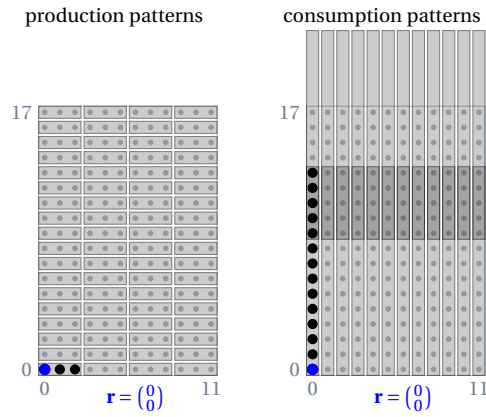 production patterns
consumption patterns
17
17
0
0
0
11
0
11
r = (0 0)
r = (0 0)